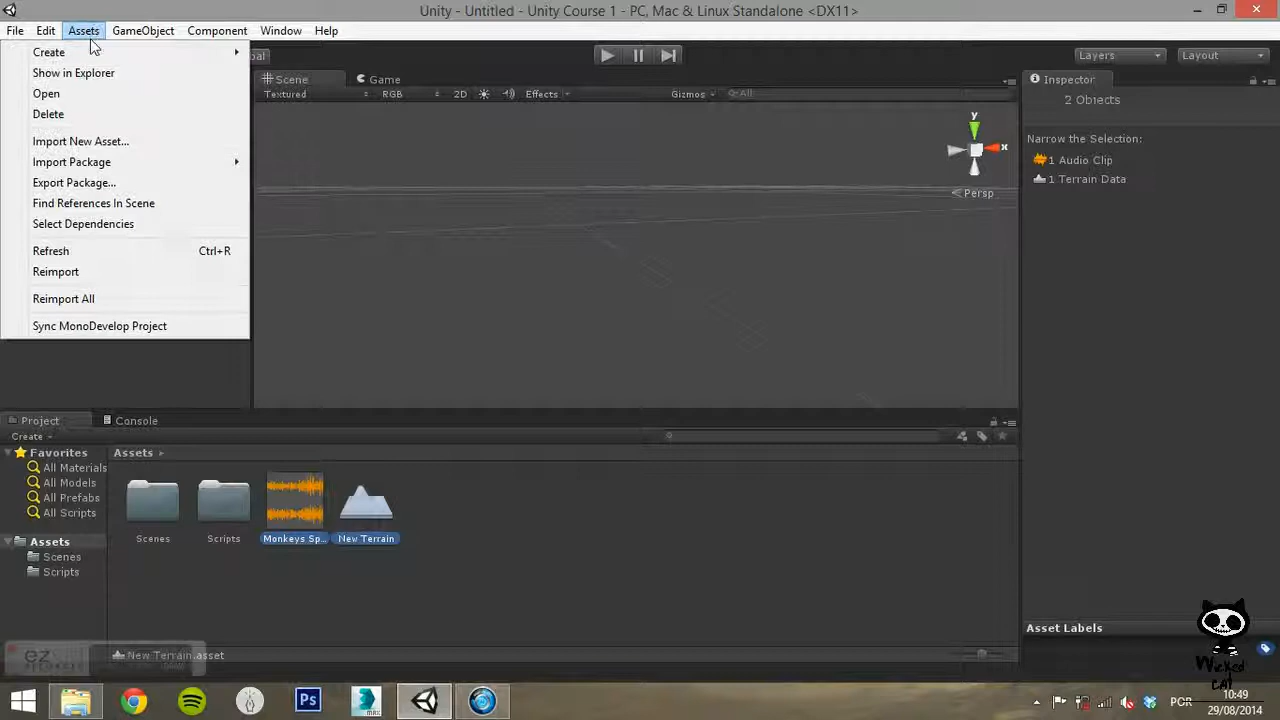 Unity - Untitled - Unity Course 1 - PC, Mac & Linux Standalone <DX11>
File Edit Assets GameObject Component Window Help
Create
Show in Explorer
Open
Delete
Import New Asset...
Import Package
Export Package...
Find References In Scene
Select Dependencies
Refresh Ctrl+R
Reimport
Reimport All
Sync MonoDevelop Project
bal
Layers Layout
Scene Game
Textured RGB 2D Effects Gizmos All
y
x
Persp
Inspector
2 Objects
Narrow the Selection:
1 Audio Clip
1 Terrain Data
Project Console
Create
Favorites
All Materials
All Models
All Prefabs
All Scripts
Assets
Scenes
Scripts
Assets
Scenes Scripts Monkeys Sp... New Terrain
New Terrain.asset
Asset Labels
ez
Wicked
cat
Ps
MAX
POR
10:49
29/08/2014